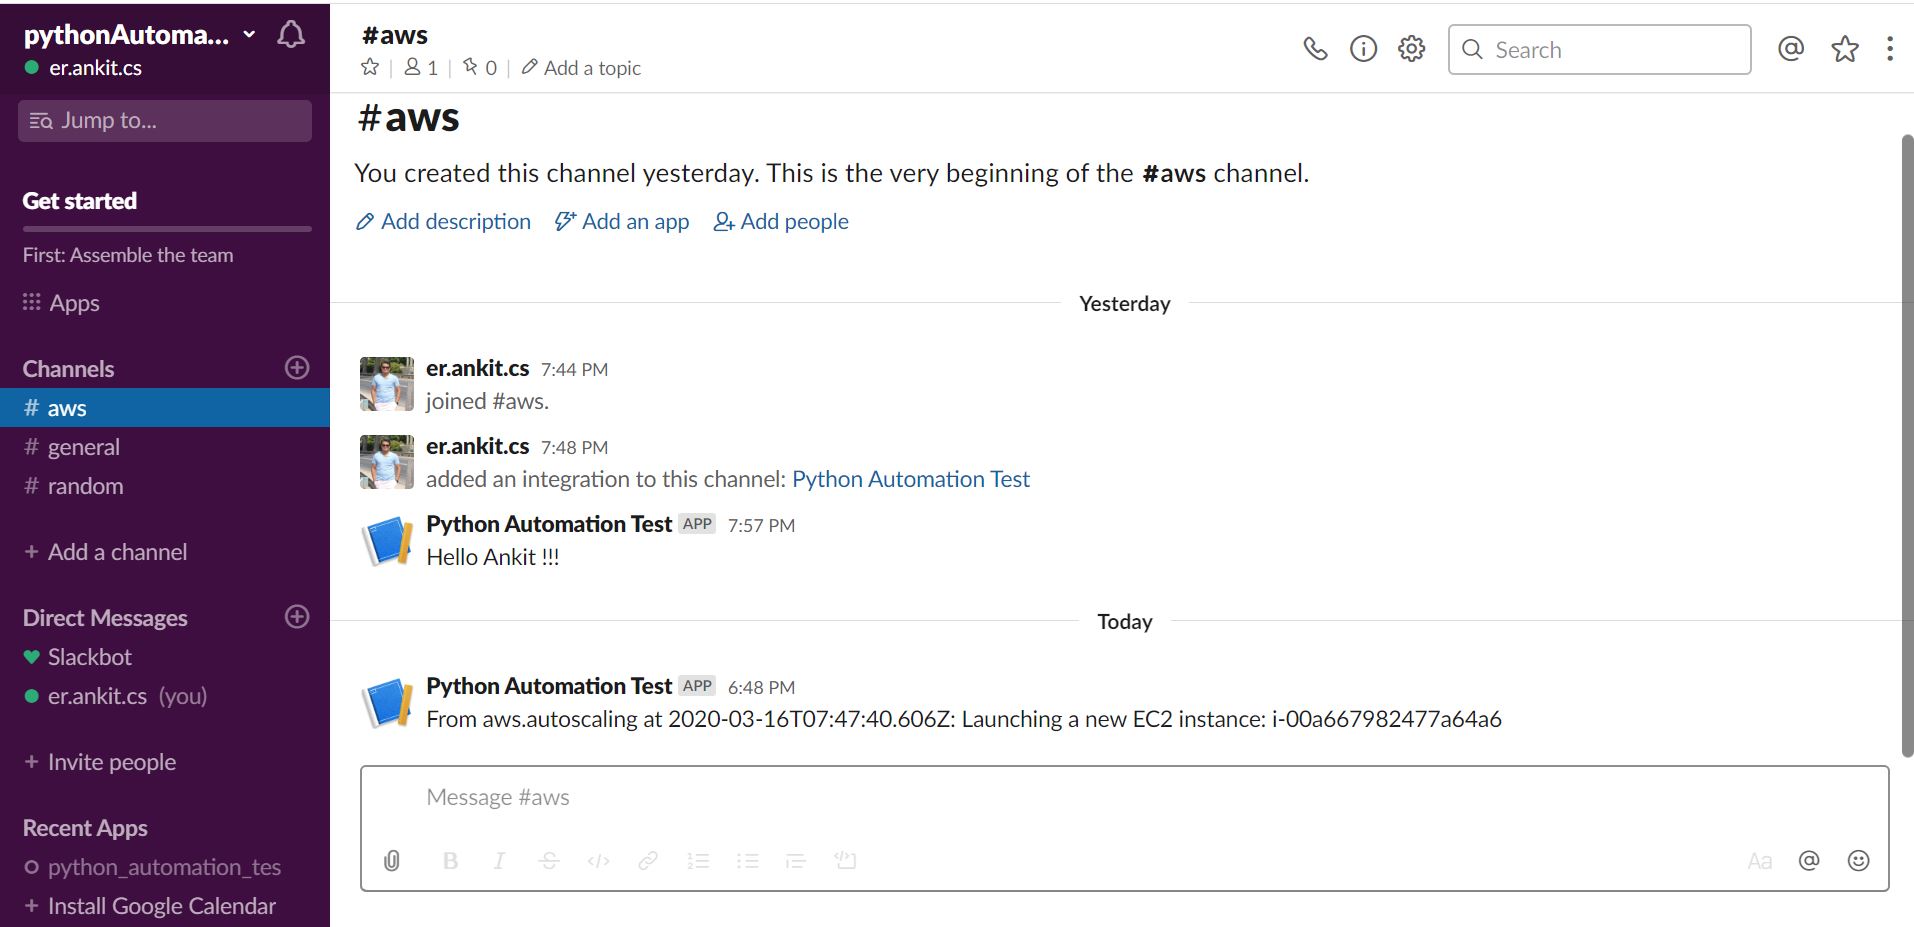 pythonAutoma...
er.ankit.cs
Jump to...
Get started
First: Assemble the team
Apps
Channels
# aws
# general
# random
+ Add a channel
Direct Messages
Slackbot
er.ankit.cs (you)
+ Invite people
Recent Apps
python_automation_tes
+ Install Google Calendar
#aws
1 | 0 | Add a topic
Search
#aws
You created this channel yesterday. This is the very beginning of the #aws channel.
Add description Add an app Add people
Yesterday
er.ankit.cs 7:44 PM
joined #aws.
er.ankit.cs 7:48 PM
added an integration to this channel: Python Automation Test
Python Automation Test APP 7:57 PM
Hello Ankit !!!
Today
Python Automation Test APP 6:48 PM
From aws.autoscaling at 2020-03-16T07:47:40.606Z: Launching a new EC2 instance: i-00a667982477a64a6
Message #aws
B I S </> Aa @